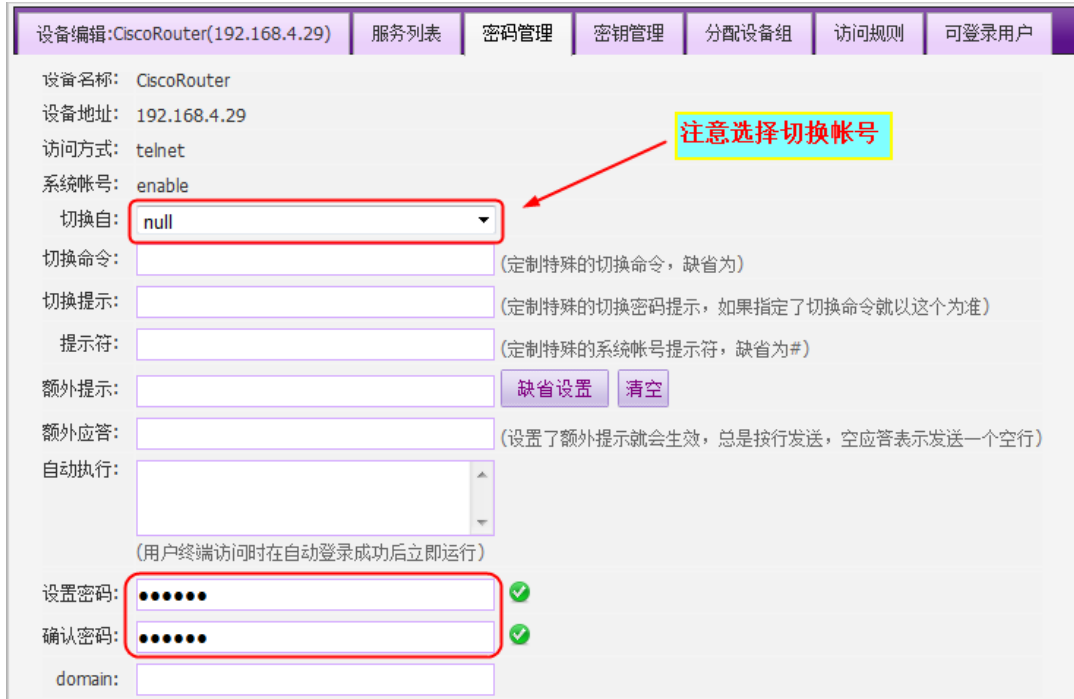 设备编辑:CiscoRouter(192.168.4.29) 服务列表 密码管理 密钥管理 分配设备组 访问规则 可登录用户
设备名称: CiscoRouter
设备地址: 192.168.4.29
注意选择切换帐号
访问方式: telnet
系统帐号: enable
切换自: null
切换命令: (定制特殊的切换命令，缺省为)
切换提示: (定制特殊的切换密码提示，如果指定了切换命令就以这个为准)
提示符: (定制特殊的系统帐号提示符，缺省为#)
额外提示: 缺省设置 清空
额外应答: (设置了额外提示就会生效，总是按行发送，空应答表示发送一个空行)
自动执行:
(用户终端访问时在自动登录成功后立即运行)
设置密码: ●●●●●●
确认密码: ●●●●●●
domain: